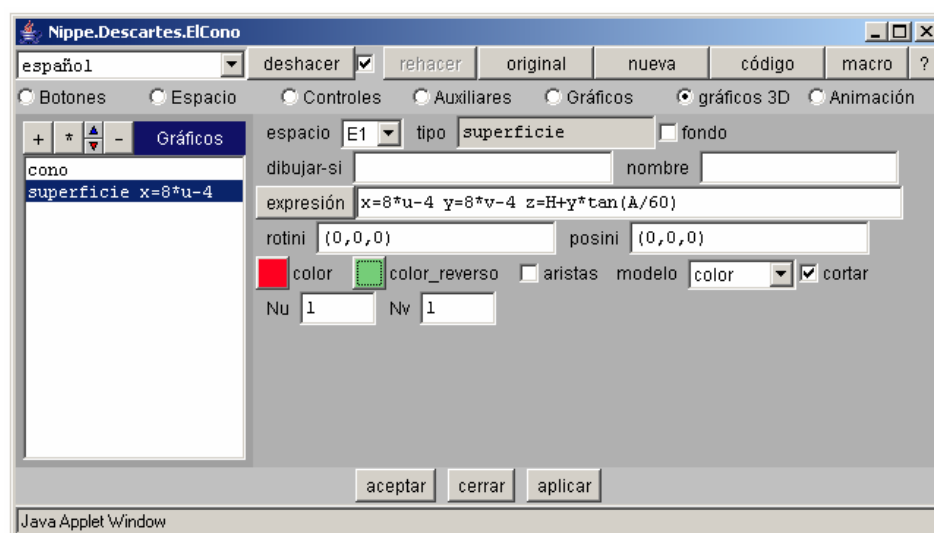 Nippe.Descartes.ElCono
español deshacer rehacer original nueva código macro ?
Botones Espacio Controles Auxiliares Gráficos gráficos 3D Animación
+ * - Gráficos espacio E1 tipo superficie fondo
cono dibujar-si nombre
superficie x=8*u-4 expresión x=8*u-4 y=8*v-4 z=H+y*tan(A/60)
rotini (0,0,0) posini (0,0,0)
color color_reverso aristas modelo color cortar
Nu 1 Nv 1
aceptar cerrar aplicar
Java Applet Window